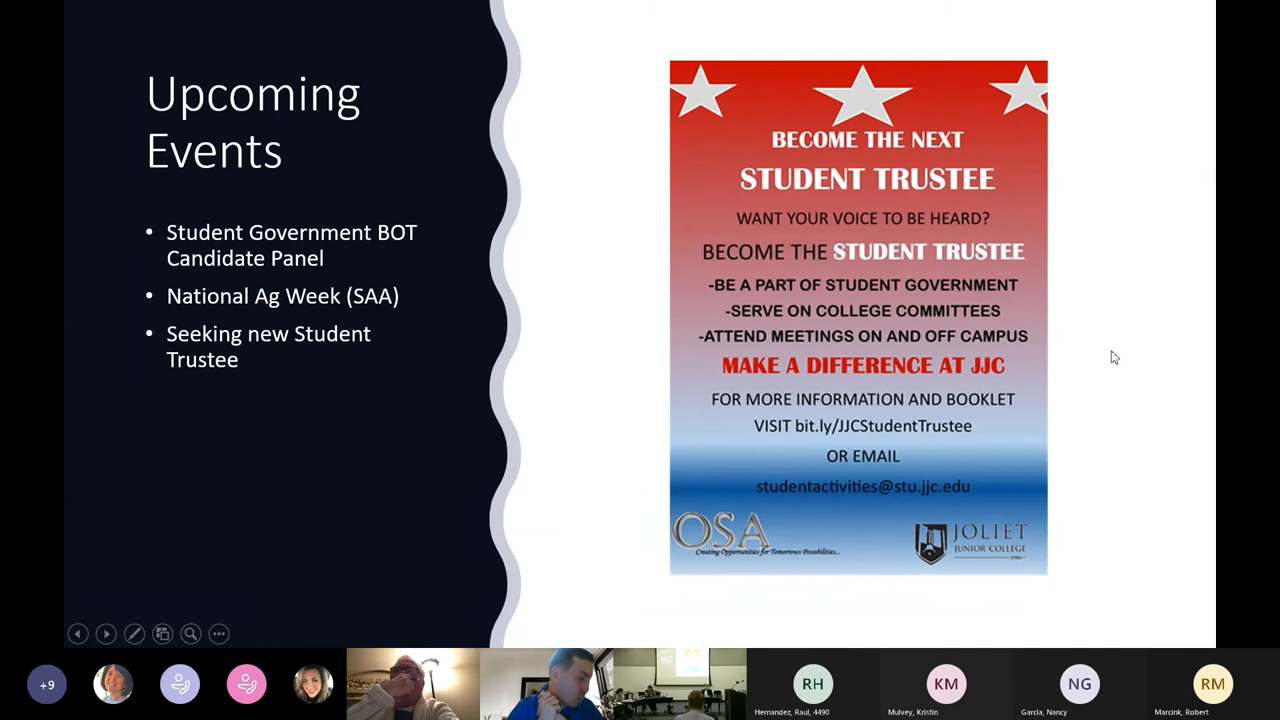 Upcoming
Events
• Student Government BOT
Candidate Panel
• National Ag Week (SAA)
• Seeking new Student
Trustee
BECOME THE NEXT
STUDENT TRUSTEE
WANT YOUR VOICE TO BE HEARD?
BECOME THE STUDENT TRUSTEE
-BE A PART OF STUDENT GOVERNMENT
-SERVE ON COLLEGE COMMITTEES
-ATTEND MEETINGS ON AND OFF CAMPUS
MAKE A DIFFERENCE AT JJC
FOR MORE INFORMATION AND BOOKLET
VISIT bit.ly/JJCStudentTrustee
OR EMAIL
studentactivities@stu.jjc.edu
OSA
Creating Opportunities for Tomorrows Possibilities...
JOLIET
JUNIOR COLLEGE
+9
RH
KM
NG
RM
Hernandez, Raul, 4490
Mulvey, Kristin
Garcia, Nancy
Marcink, Robert